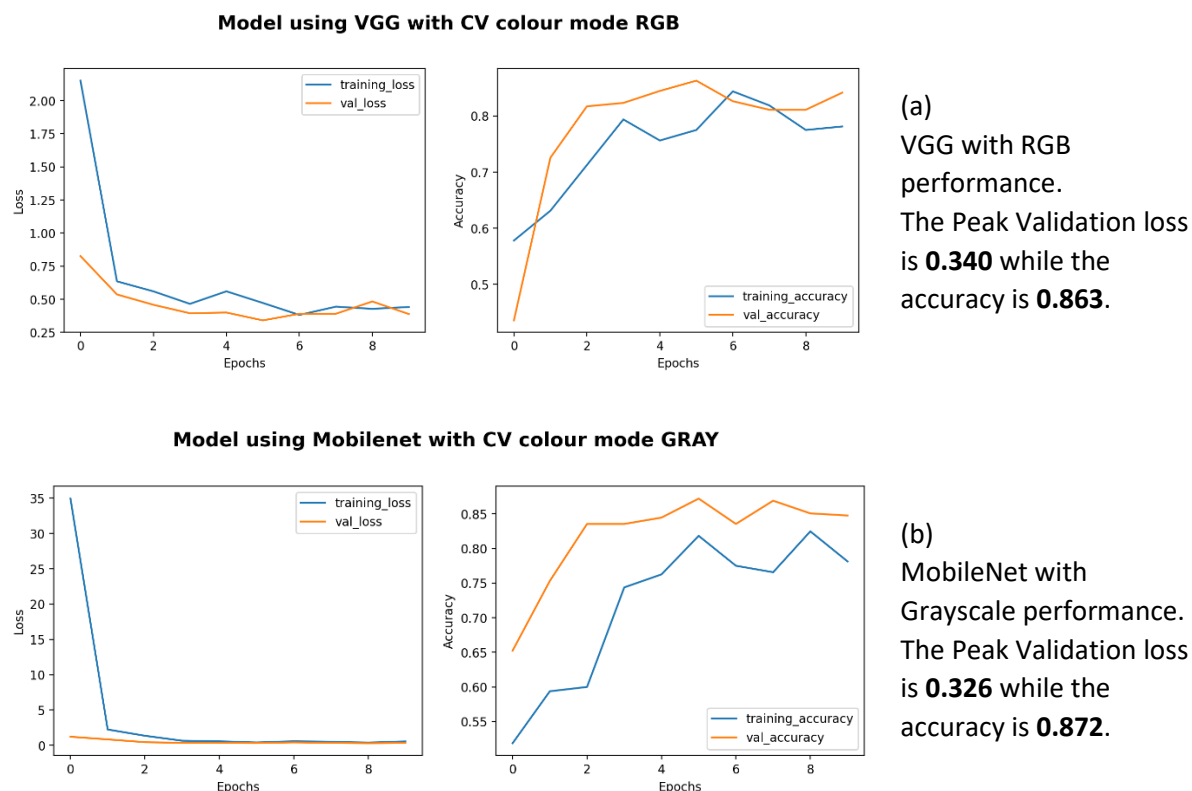 Model using VGG with CV colour mode RGB
training_loss
val_loss
2.00
1.75
1.50
1.25
1.00
0.75
0.50
0.25
Loss
0 2 4 6 8
Epochs
0.8
0.7
0.6
0.5
Accuracy
training_accuracy
val_accuracy
0 2 4 6 8
Epochs
(a)
VGG with RGB
performance.
The Peak Validation loss
is 0.340 while the
accuracy is 0.863.
Model using Mobilenet with CV colour mode GRAY
training_loss
val_loss
35
30
25
20
15
10
5
0
Loss
0 2 4 6 8
Epochs
0.85
0.80
0.75
0.70
0.65
0.60
0.55
Accuracy
training_accuracy
val_accuracy
0 2 4 6 8
Epochs
(b)
MobileNet with
Grayscale performance.
The Peak Validation loss
is 0.326 while the
accuracy is 0.872.